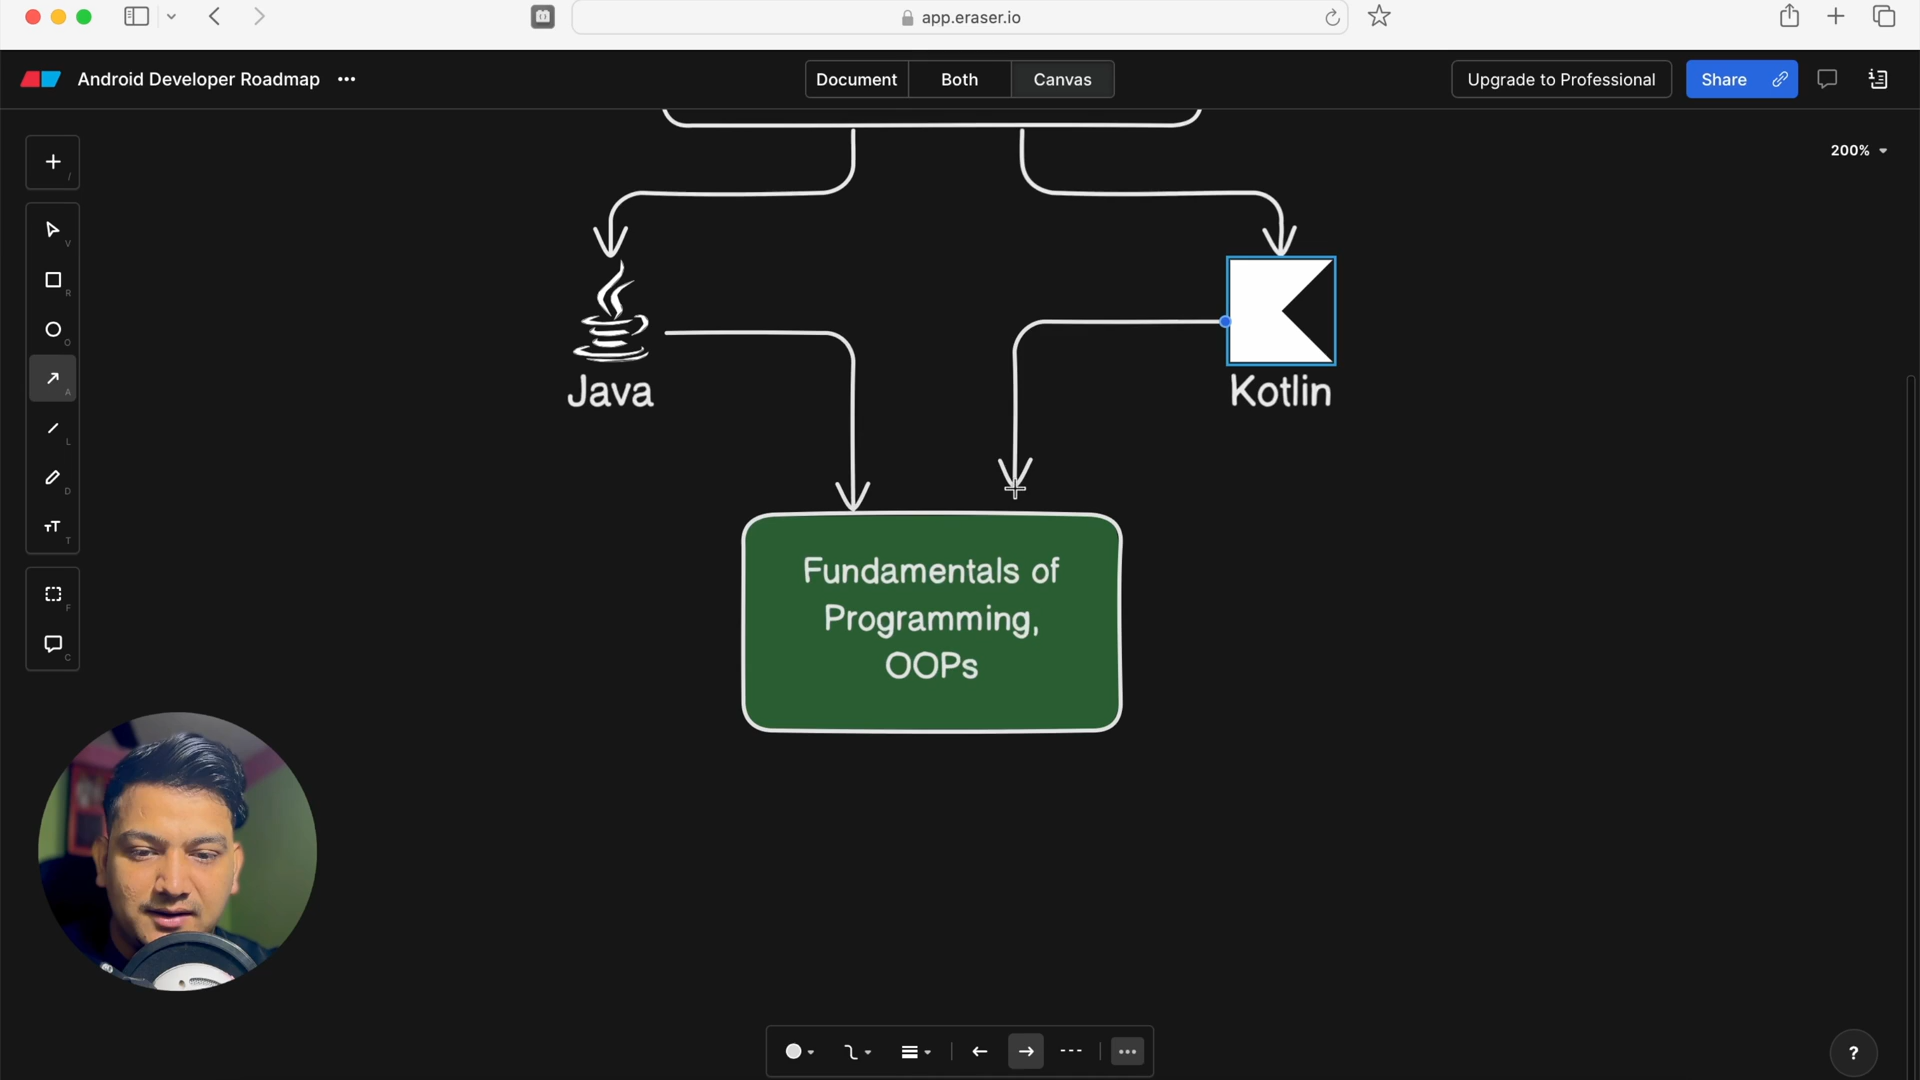 app.eraser.io
Android Developer Roadmap
Document
Both
Canvas
Upgrade to Professional
Share
200%
/
V
R
O
A
L
D
T
F
C
Java
Kotlin
Fundamentals of
Programming,
OOPs
?